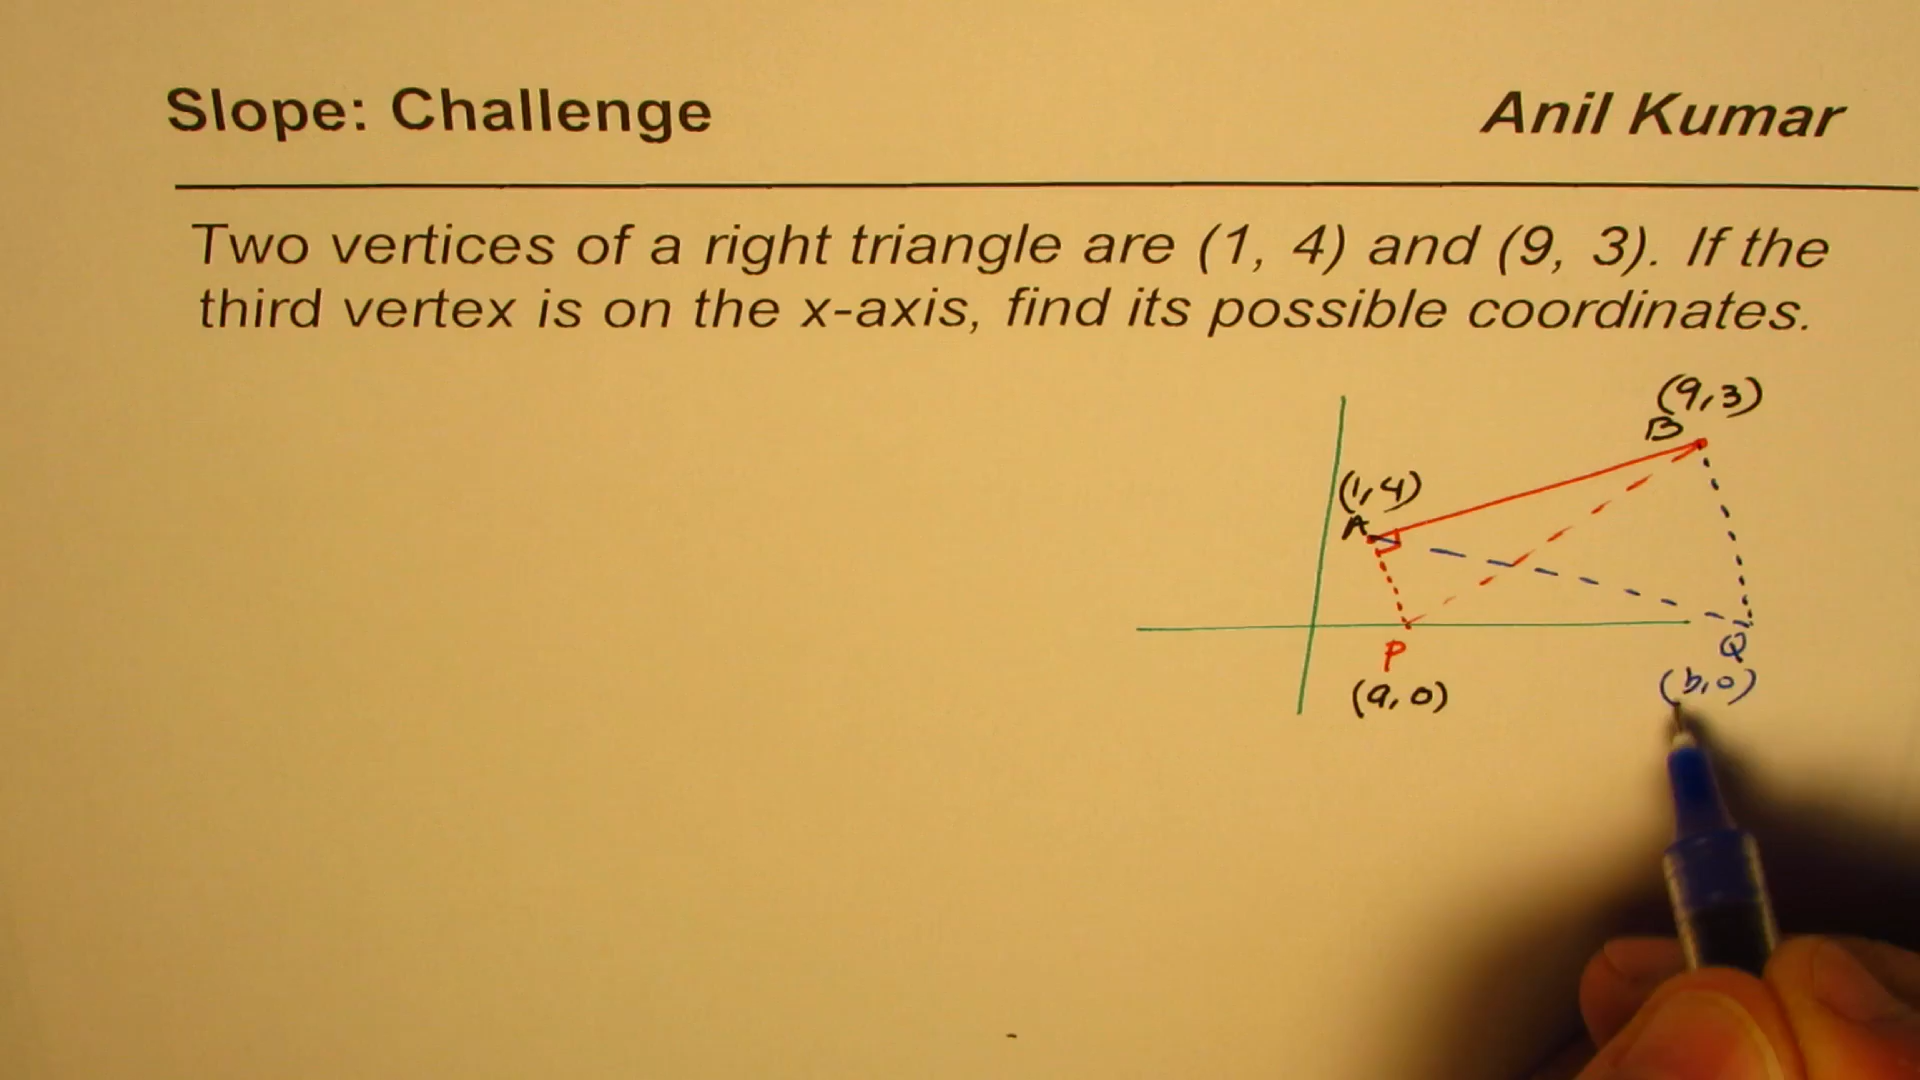 Slope: Challenge
Anil Kumar
Two vertices of a right triangle are (1, 4) and (9, 3). If the
third vertex is on the x-axis, find its possible coordinates.
(9, 3)
B
(1, 4)
A
P
Q
(a, 0)
(b, 0)